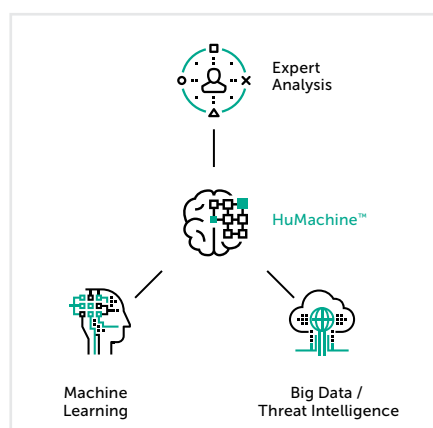 Expert
Analysis
HuMachine™
Machine
Learning
Big Data /
Threat Intelligence